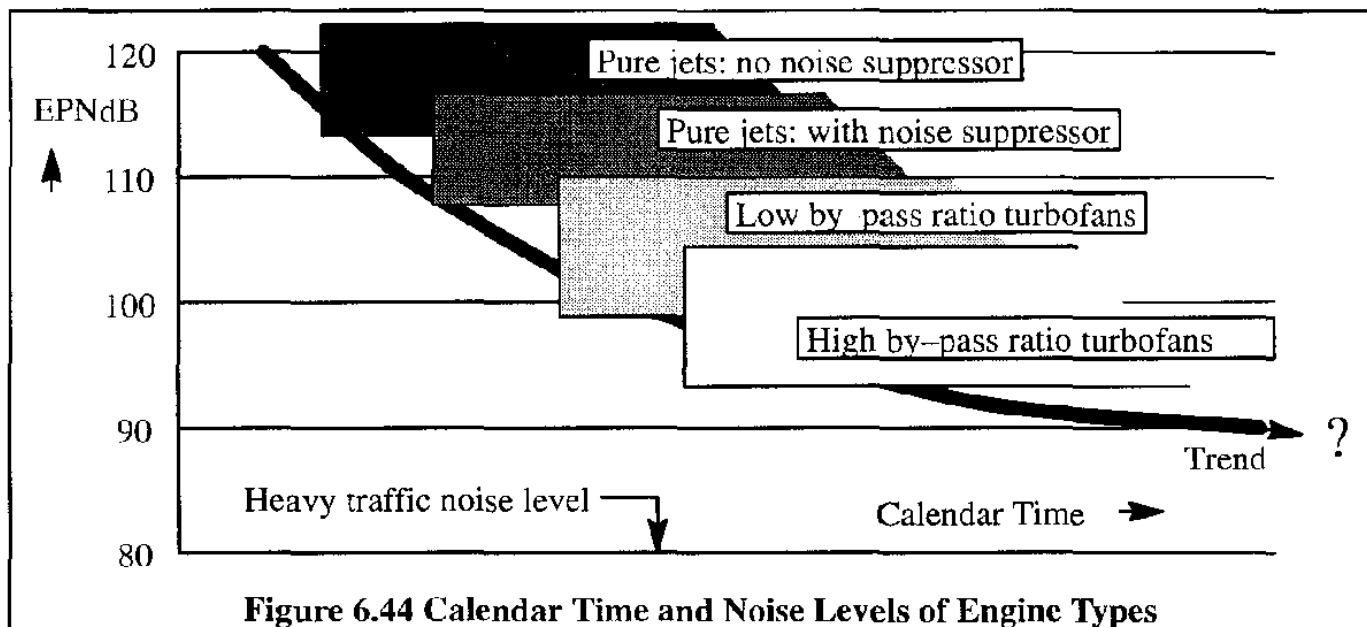 120
Pure jets: no noise suppressor
EPNdB
Pure jets: with noise suppressor
110
Low by-pass ratio turbofans
100
High by-pass ratio turbofans
90
?
Trend
Heavy traffic noise level
Calendar Time
80
Figure 6.44 Calendar Time and Noise Levels of Engine Types